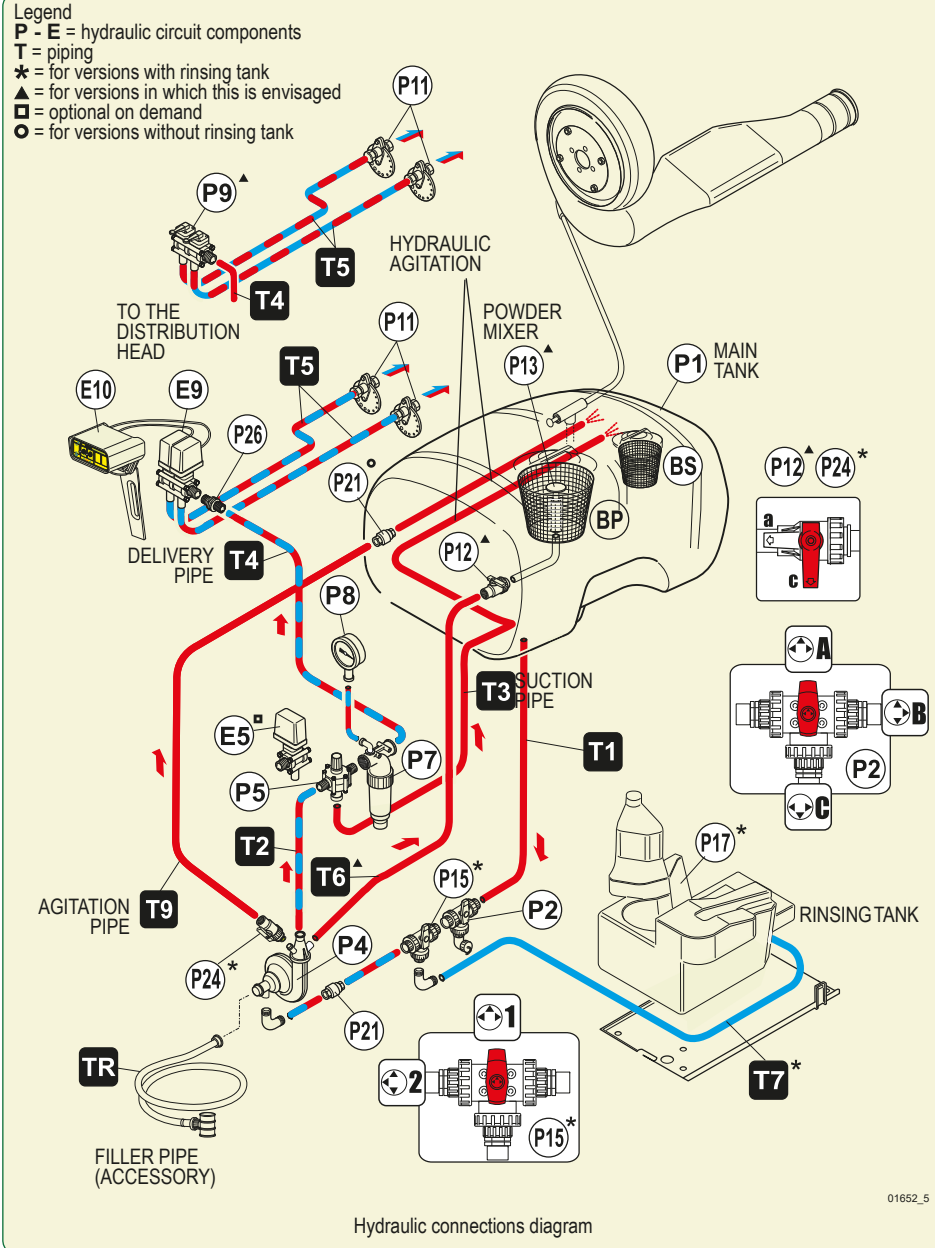 Legend
P - E = hydraulic circuit components
T = piping
* = for versions with rinsing tank
▲ = for versions in which this is envisaged
□ = optional on demand
○ = for versions without rinsing tank
P11
P9▲
T5
T4
HYDRAULIC
AGITATION
TO THE
DISTRIBUTION
HEAD
POWDER
MIXER
P13▲
P1
MAIN
TANK
P11
T5
E10
E9
P26
P21○
BS
BP
P12▲
P12▲ P24*
a
c
DELIVERY
PIPE
T4
P8
T3
SUCTION
PIPE
A
B
P2
C
E5□
P7
P5
T1
T2
T6▲
P15*
P2
P17*
RINSING TANK
AGITATION
PIPE
T9
P24*
P4
P21
1
2
P15*
T7*
TR
FILLER PIPE
(ACCESSORY)
01652_5
Hydraulic connections diagram